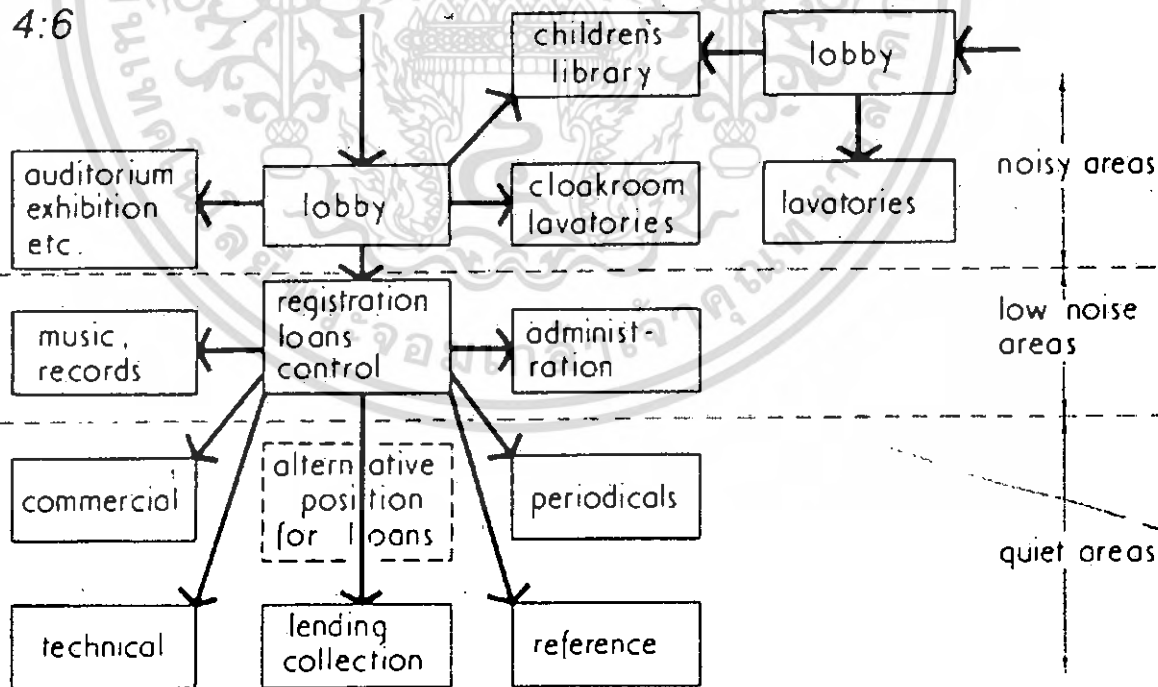 4:6
children's
library
lobby
auditorium
exhibition
etc.
lobby
cloakroom
lavatories
lavatories
noisy areas
music,
records
registration
loans
control
administ-
ration
low noise
areas
commercial
alternative
position
for loans
periodicals
quiet areas
technical
lending
collection
reference